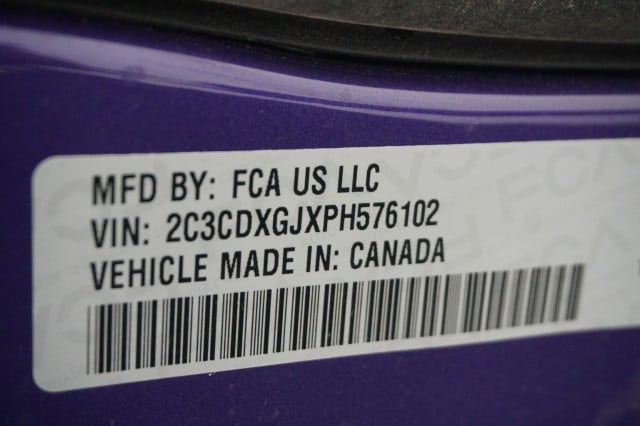 MFD BY: FCA US LLC
VIN: 2C3CDXGJXPH576102
VEHICLE MADE IN: CANADA